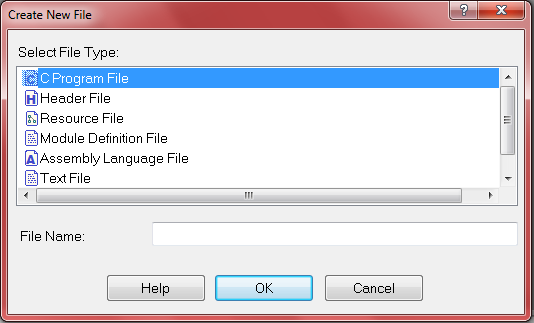 Create New File
Select File Type:
C Program File
Header File
Resource File
Module Definition File
Assembly Language File
Text File
File Name:
Help OK Cancel